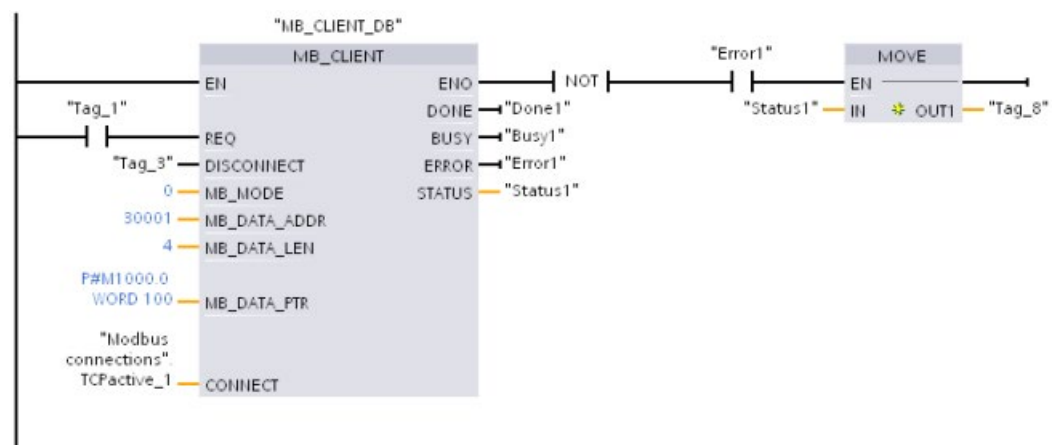 "MB_CLIENT_DB"
MB_CLIENT
"Error1"
MOVE
EN
ENO
NOT
EN
"Tag_1"
DONE
"Done1"
"Status1"
IN
OUT1
"Tag_8"
REQ
BUSY
"Busy1"
"Tag_3"
DISCONNECT
ERROR
"Error1"
0
MB_MODE
STATUS
"Status1"
30001
MB_DATA_ADDR
4
MB_DATA_LEN
P#M1000.0
WORD 100
MB_DATA_PTR
"Modbus
connections".
TCPactive_1
CONNECT